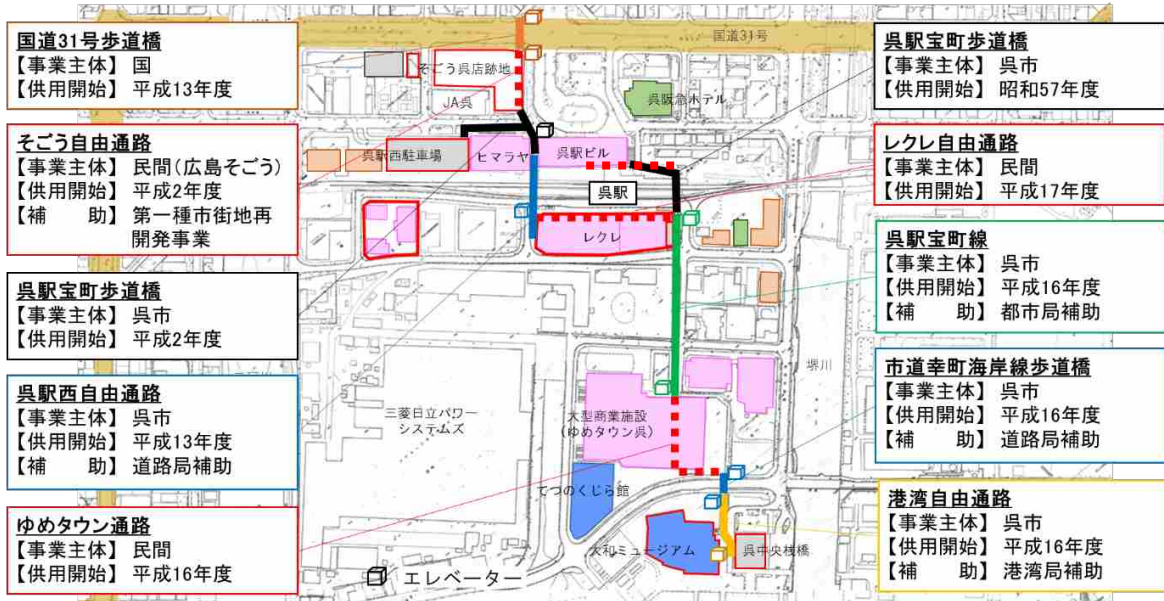 国道31号歩道橋
【事業主体】 国
【供用開始】 平成13年度
そごう自由通路
【事業主体】 民間（広島そごう）
【供用開始】 平成2年度
【補　　助】 第一種市街地再
開発事業
呉駅宝町歩道橋
【事業主体】 呉市
【供用開始】 平成2年度
呉駅西自由通路
【事業主体】 呉市
【供用開始】 平成13年度
【補　　助】 道路局補助
ゆめタウン通路
【事業主体】 民間
【供用開始】 平成16年度
国道31号
そごう呉店跡地
JA呉
呉阪急ホテル
呉駅西駐車場
ヒマラヤ
呉駅ビル
呉駅
レクレ
三菱日立パワー
システムズ
大型商業施設
(ゆめタウン呉)
堺川
てつのくじら館
大和ミュージアム
呉中央桟橋
エレベーター
呉駅宝町歩道橋
【事業主体】 呉市
【供用開始】 昭和57年度
レクレ自由通路
【事業主体】 民間
【供用開始】 平成17年度
呉駅宝町線
【事業主体】 呉市
【供用開始】 平成16年度
【補　　助】 都市局補助
市道幸町海岸線歩道橋
【事業主体】 呉市
【供用開始】 平成16年度
【補　　助】 道路局補助
港湾自由通路
【事業主体】 呉市
【供用開始】 平成16年度
【補　　助】 港湾局補助